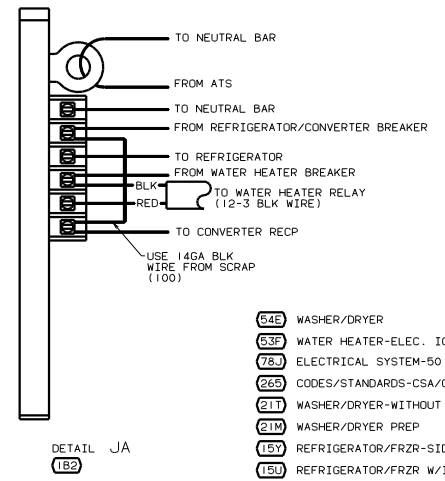 TO NEUTRAL BAR
FROM ATS
TO NEUTRAL BAR
FROM REFRIGERATOR/CONVERTER BREAKER
TO REFRIGERATOR
FROM WATER HEATER BREAKER
BLK
TO WATER HEATER RELAY
RED
(12-3 BLK WIRE)
TO CONVERTER RECP
USE 14GA BLK
WIRE FROM SCRAP
(100)
54E WASHER/DRYER
53F WATER HEATER-ELEC.
78J ELECTRICAL SYSTEM-50
265 CODES/STANDARDS-CSA/
21T WASHER/DRYER-WITHOUT
21M WASHER/DRYER PREP
15Y REFRIGERATOR/FRZR-SID
15U REFRIGERATOR/FRZR W/I
DETAIL JA
1B2